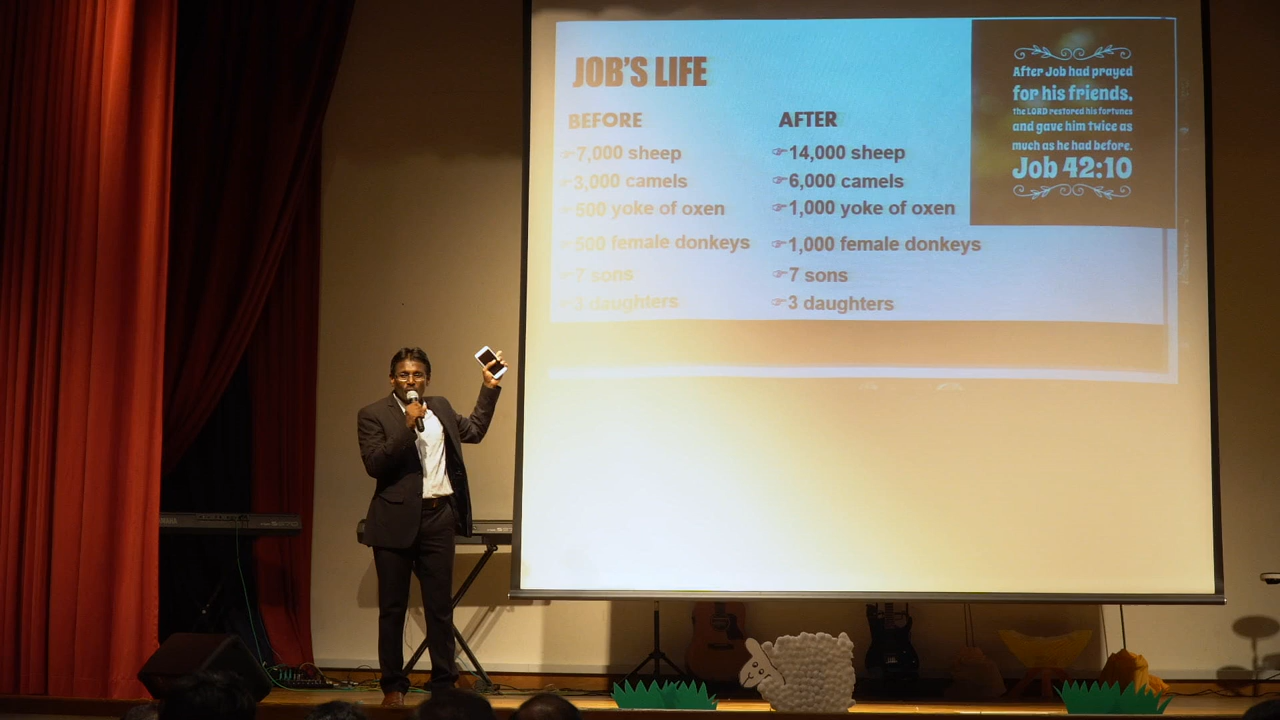 JOB'S LIFE
BEFORE
7,000 sheep
3,000 camels
500 yoke of oxen
500 female donkeys
7 sons
3 daughters
AFTER
14,000 sheep
6,000 camels
1,000 yoke of oxen
1,000 female donkeys
7 sons
3 daughters
After Job had prayed
for his friends,
the LORD restored his fortunes
and gave him twice as
much as he had before.
Job 42:10
YAMAHA